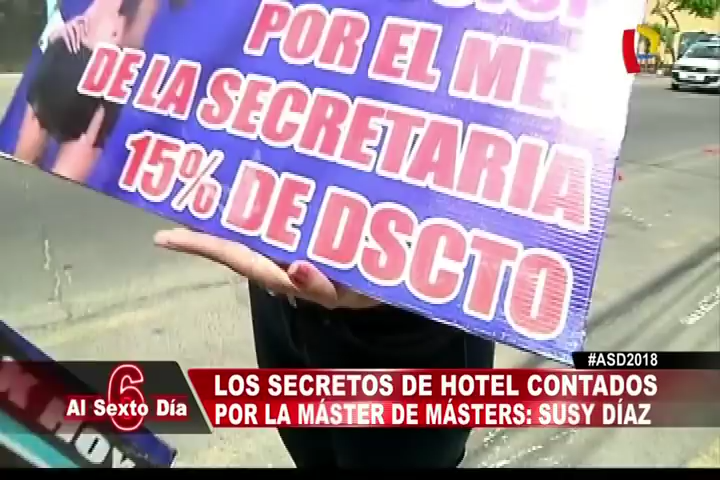 POR EL ME
DE LA SECRETARIA
15% DE DSCTO
#ASD2018
6
Al Sexto Día
LOS SECRETOS DE HOTEL CONTADOS
POR LA MÁSTER DE MÁSTERS: SUSY DÍAZ
HOY